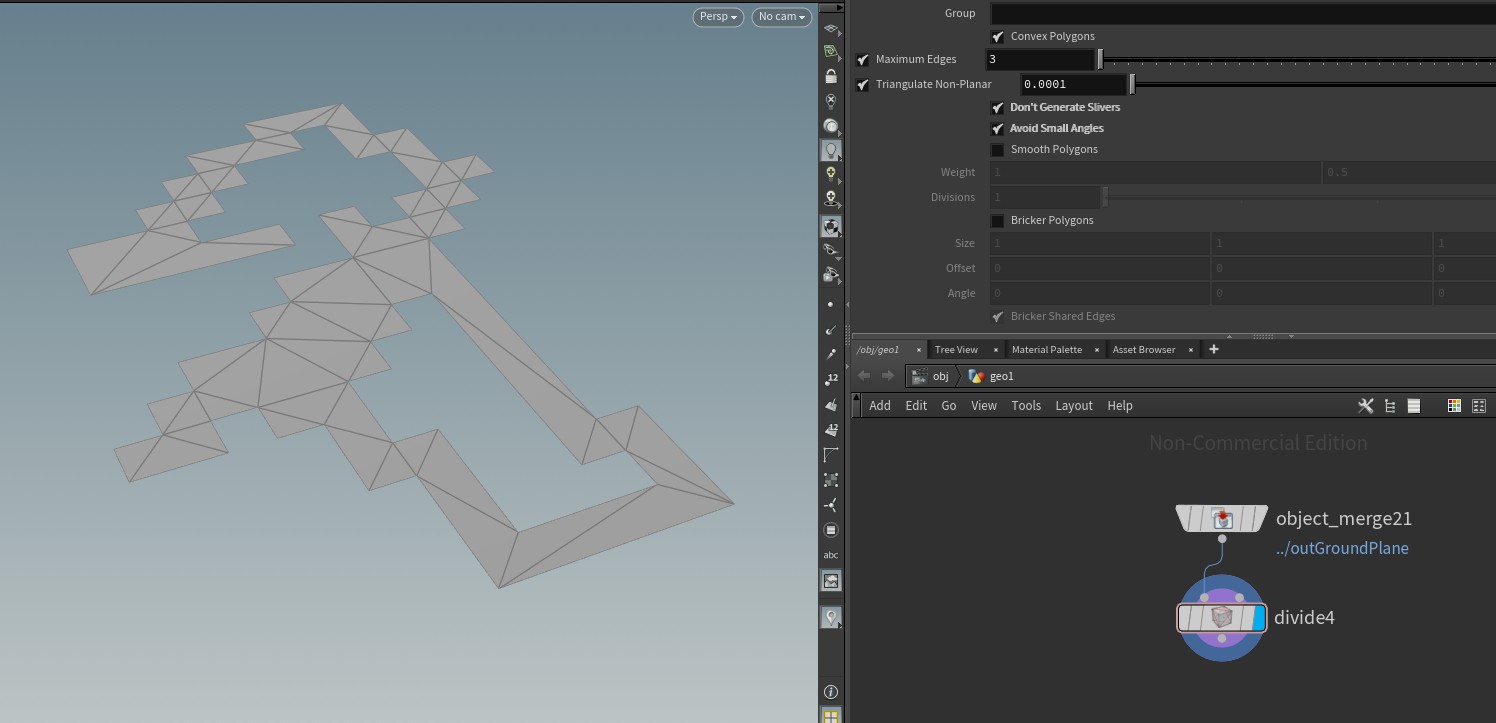 Persp
No cam
12
12
abc
Group
Convex Polygons
Maximum Edges 3
Triangulate Non-Planar 0.0001
Don't Generate Slivers
Avoid Small Angles
Smooth Polygons
Weight 1 0.5
Divisions 1
Bricker Polygons
Size 1 1 1
Offset 0 0 0
Angle 0 0 0
Bricker Shared Edges
/obj/geo1 Tree View Material Palette Asset Browser
obj geo1
Add Edit Go View Tools Layout Help
Non-Commercial Edition
object_merge21
../outGroundPlane
divide4